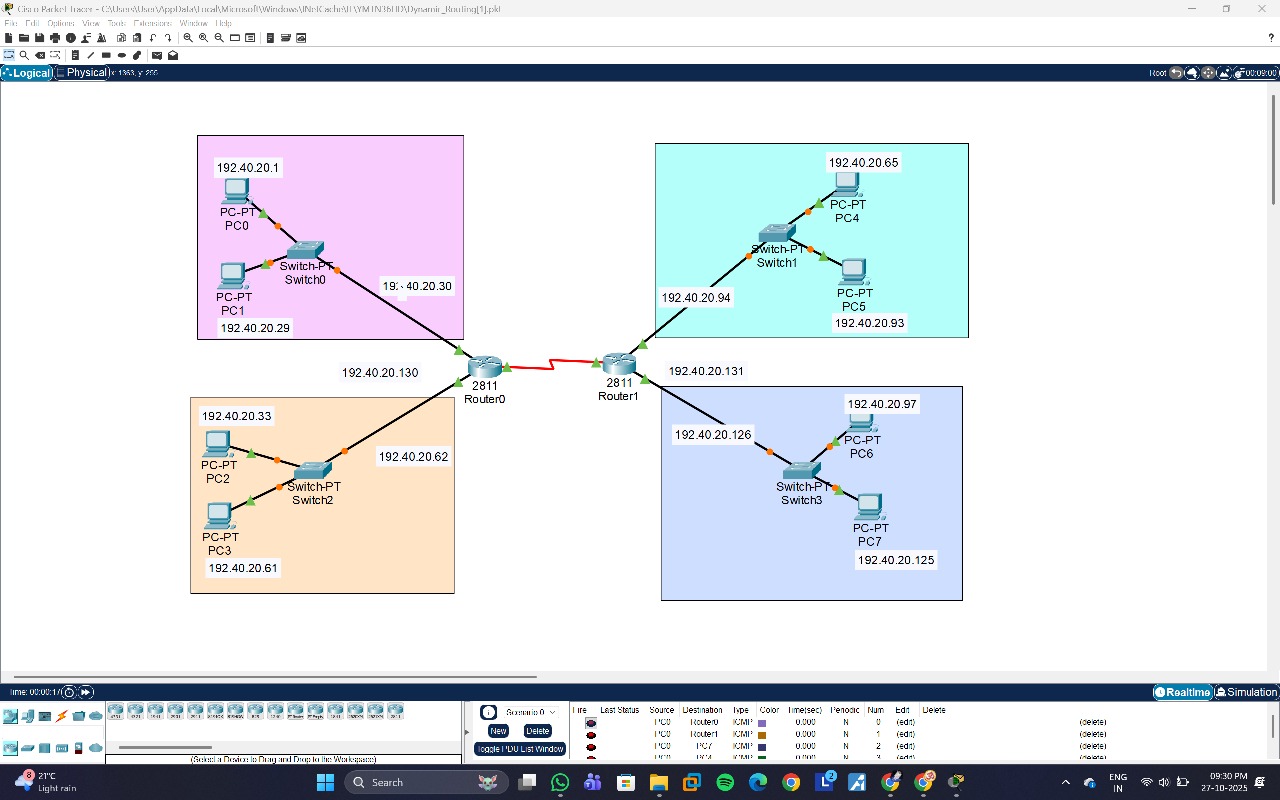 Cisco Packet Tracer - C:\Users\User\AppData\Local\Microsoft\Windows\INetCache\IE\YM1N36HD\Dynamic_Routing[1].pkt
File Edit Options View Tools Extensions Window Help
Logical Physical x: 1363, y: 255
Root 00:09:00
192.40.20.1
PC-PT
PC0
Switch-PT
Switch0
PC-PT
PC1
192.40.20.29
40.20.30
192.40.20.65
PC-PT
PC4
Switch-PT
Switch1
PC-PT
PC5
192.40.20.93
192.40.20.94
192.40.20.130
2811
Router0
2811
Router1
192.40.20.131
192.40.20.33
PC-PT
PC2
Switch-PT
Switch2
PC-PT
PC3
192.40.20.61
192.40.20.62
192.40.20.97
PC-PT
PC6
192.40.20.126
Switch-PT
Switch3
PC-PT
PC7
192.40.20.125
Time: 00:00:17
Realtime Simulation
Scenario 0
New Delete
Toggle PDU List Window
Fire Last Status Source Destination Type Color Time(sec) Periodic Num Edit Delete
PC0 Router0 ICMP 0.000 N 0 (edit) (delete)
PC0 Router1 ICMP 0.000 N 1 (edit) (delete)
PC0 PC7 ICMP 0.000 N 2 (edit) (delete)
(Select a Device to Drag and Drop to the Workspace)
8
21°C
Light rain
Search
2
ENG
IN
09:30 PM
27-10-2025